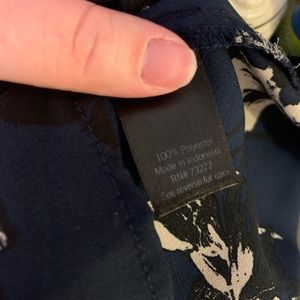 100% Polyester
Made in Indonesia
RN# 73277
See reverse for care